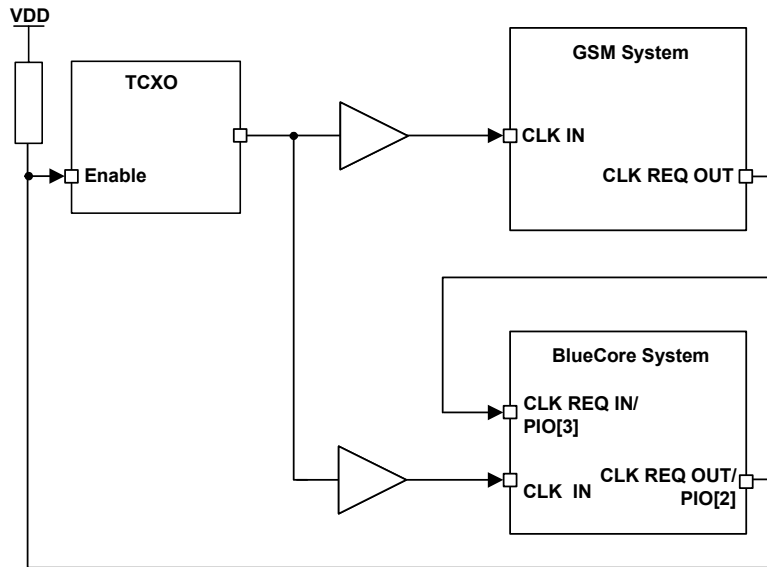 VDD
TCXO
Enable
GSM System
CLK IN
CLK REQ OUT
BlueCore System
CLK REQ IN/
PIO[3]
CLK IN
CLK REQ OUT/
PIO[2]